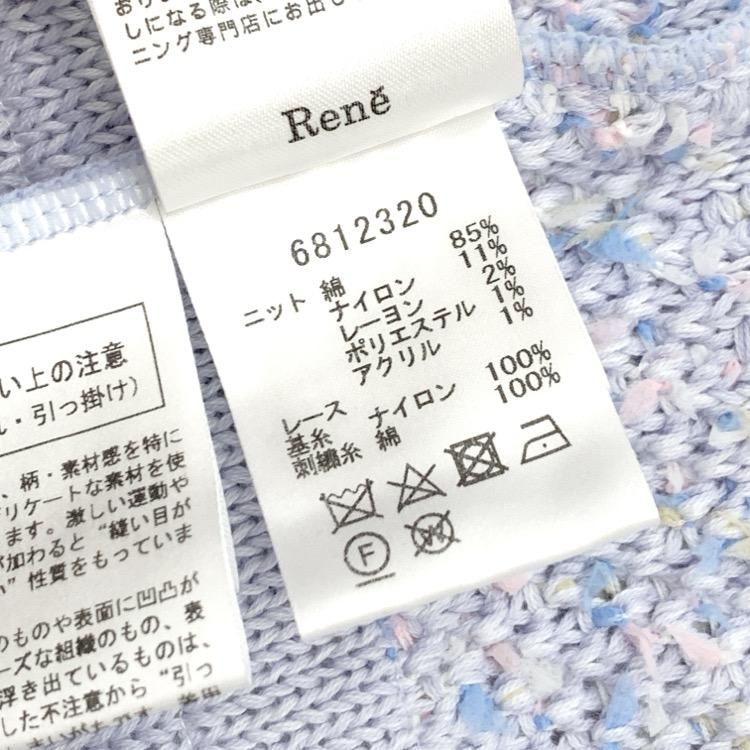 しになる際は
ニング専門店にお出し
René
6812320
ニット 綿 85%
ナイロン 11%
レーヨン 2%
ポリエステル 1%
アクリル 1%
レース
基糸 ナイロン 100%
刺繍糸 綿 100%
F
W
い上の注意
・引っ掛け）
、柄・素材感を特に
リケートな素材を使
ます。激しい運動や
が加わると“縫い目が
”性質をもっていま
のものや表面に凹凸が
ーズな組織のもの、表
浮き出ているものは、
した不注意から“引っ